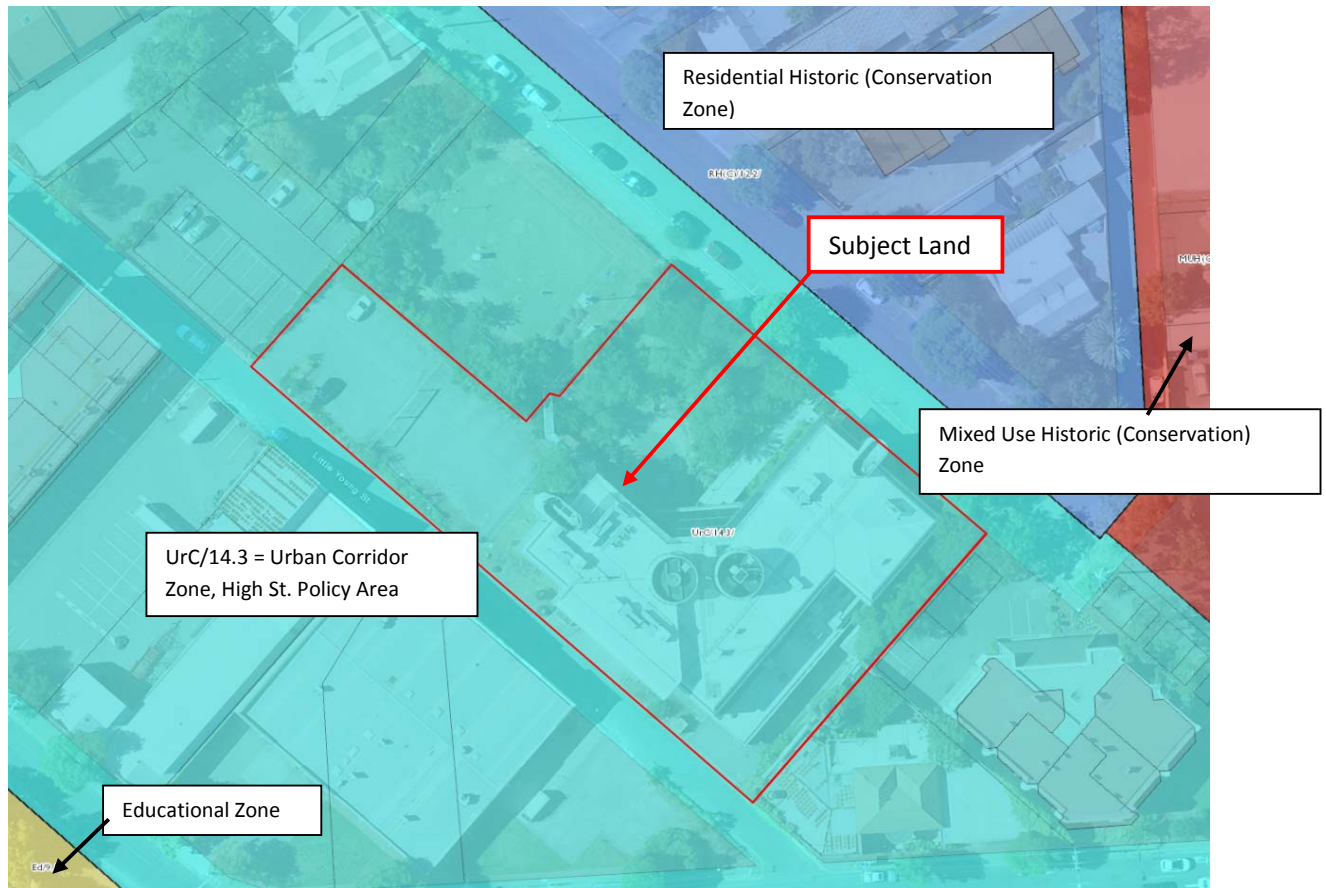 Residential Historic (Conservation
Zone)
RH(C)/12.2/
Subject Land
MUH(C
Mixed Use Historic (Conservation)
Zone
Little Young St
UrC/14.3/
UrC/14.3 = Urban Corridor
Zone, High St. Policy Area
Educational Zone
Ed/9